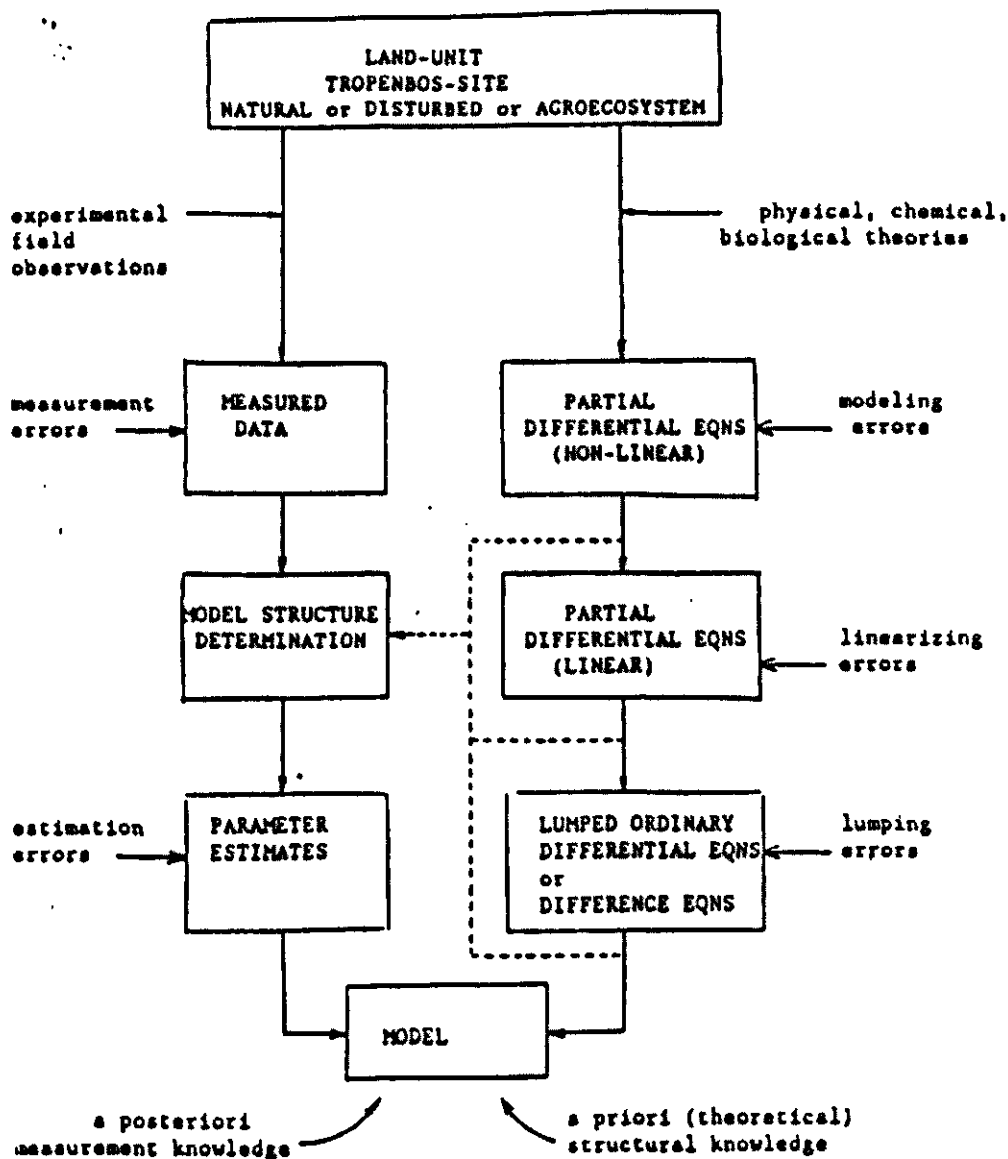 LAND-UNIT
TROPENBOS-SITE
NATURAL or DISTURBED or AGROECOSYSTEM
experimental
field
observations
physical, chemical,
biological theories
measurement
errors
MEASURED
DATA
PARTIAL
DIFFERENTIAL EQNS
(NON-LINEAR)
modeling
errors
MODEL STRUCTURE
DETERMINATION
PARTIAL
DIFFERENTIAL EQNS
(LINEAR)
linearizing
errors
estimation
errors
PARAMETER
ESTIMATES
LUMPED ORDINARY
DIFFERENTIAL EQNS
or
DIFFERENCE EQNS
lumping
errors
MODEL
a posteriori
measurement knowledge
a priori (theoretical)
structural knowledge